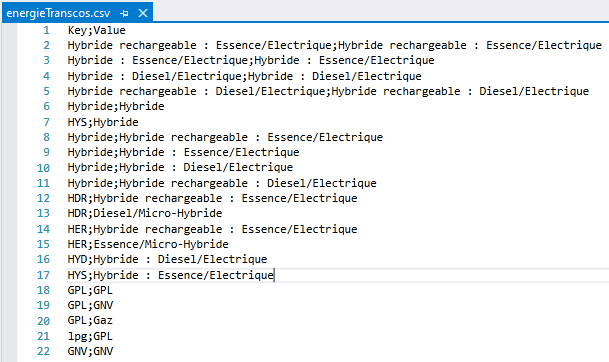 energieTranscos.csv
1 Key;Value
2 Hybride rechargeable : Essence/Electrique;Hybride rechargeable : Essence/Electrique
3 Hybride : Essence/Electrique;Hybride : Essence/Electrique
4 Hybride : Diesel/Electrique;Hybride : Diesel/Electrique
5 Hybride rechargeable : Diesel/Electrique;Hybride rechargeable : Diesel/Electrique
6 Hybride;Hybride
7 HYS;Hybride
8 Hybride;Hybride rechargeable : Essence/Electrique
9 Hybride;Hybride : Essence/Electrique
10 Hybride;Hybride : Diesel/Electrique
11 Hybride;Hybride rechargeable : Diesel/Electrique
12 HDR;Hybride rechargeable : Essence/Electrique
13 HDR;Diesel/Micro-Hybride
14 HER;Hybride rechargeable : Essence/Electrique
15 HER;Essence/Micro-Hybride
16 HYD;Hybride : Diesel/Electrique
17 HYS;Hybride : Essence/Electrique
18 GPL;GPL
19 GPL;GNV
20 GPL;Gaz
21 lpg;GPL
22 GNV;GNV